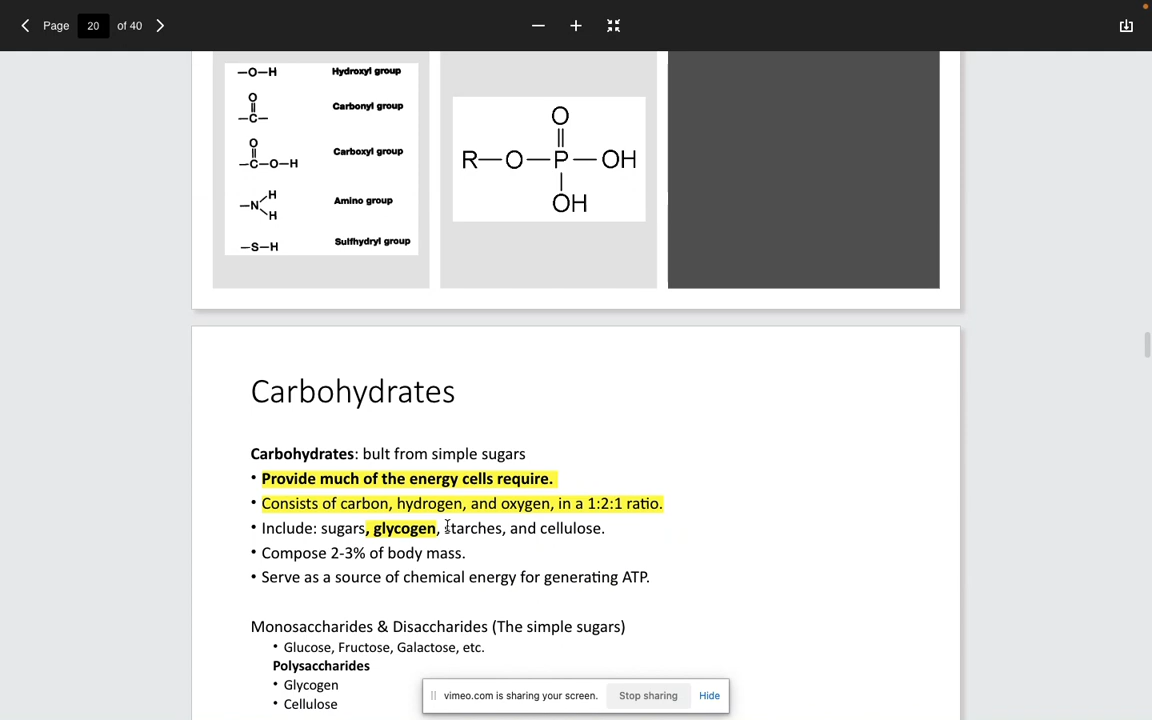 Page 20 of 40
—O—H Hydroxyl group
O
—C— Carbonyl group
O
—C—O—H Carboxyl group
H
—N Amino group
H
—S—H Sulfhydryl group
O
R—O—P—OH
OH
Carbohydrates
Carbohydrates: bult from simple sugars
• Provide much of the energy cells require.
• Consists of carbon, hydrogen, and oxygen, in a 1:2:1 ratio.
• Include: sugars, glycogen, starches, and cellulose.
• Compose 2-3% of body mass.
• Serve as a source of chemical energy for generating ATP.
Monosaccharides & Disaccharides (The simple sugars)
• Glucose, Fructose, Galactose, etc.
Polysaccharides
• Glycogen
• Cellulose
vimeo.com is sharing your screen. Stop sharing Hide